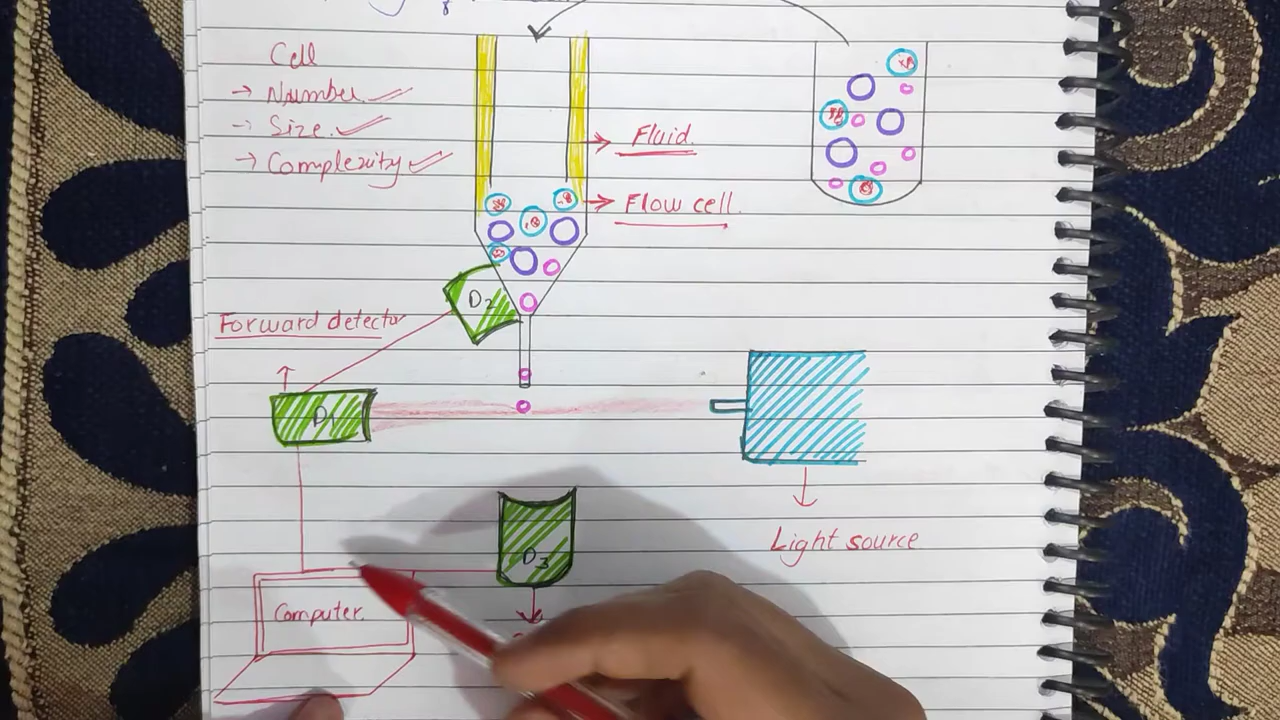 Cell
→ Number
→ Size
→ Complexity
Fluid
Flow cell
D2
Forward detector
D1
Light source
D3
Computer